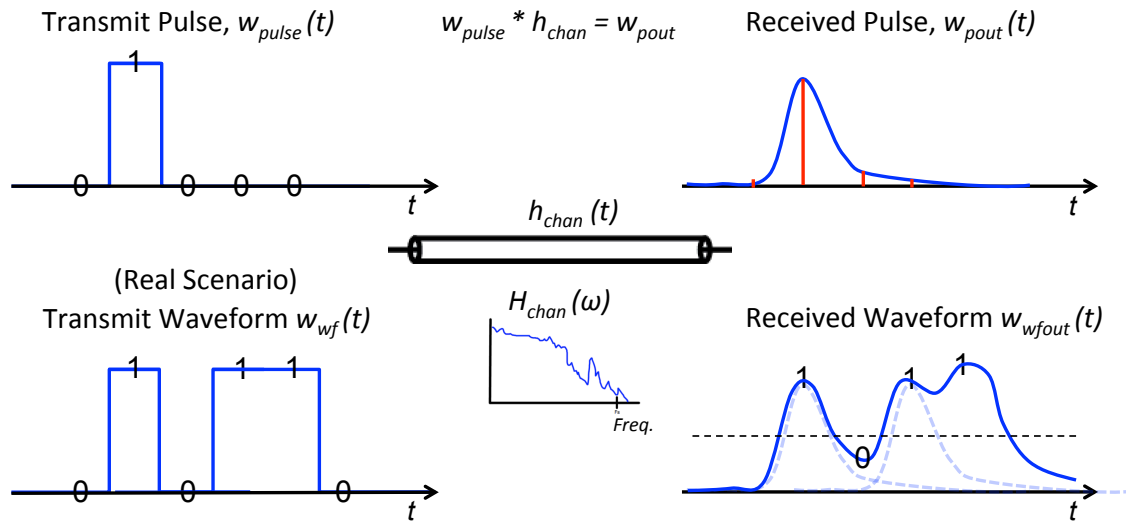 Transmit Pulse, w_pulse(t)
w_pulse * h_chan = w_pout
Received Pulse, w_pout(t)
1
0 0 0 0
t
t
h_chan(t)
(Real Scenario)
Transmit Waveform w_wf(t)
H_chan(ω)
Received Waveform w_wfout(t)
1 1 1
0 0 0
t
Freq.
1 1 1
0
t